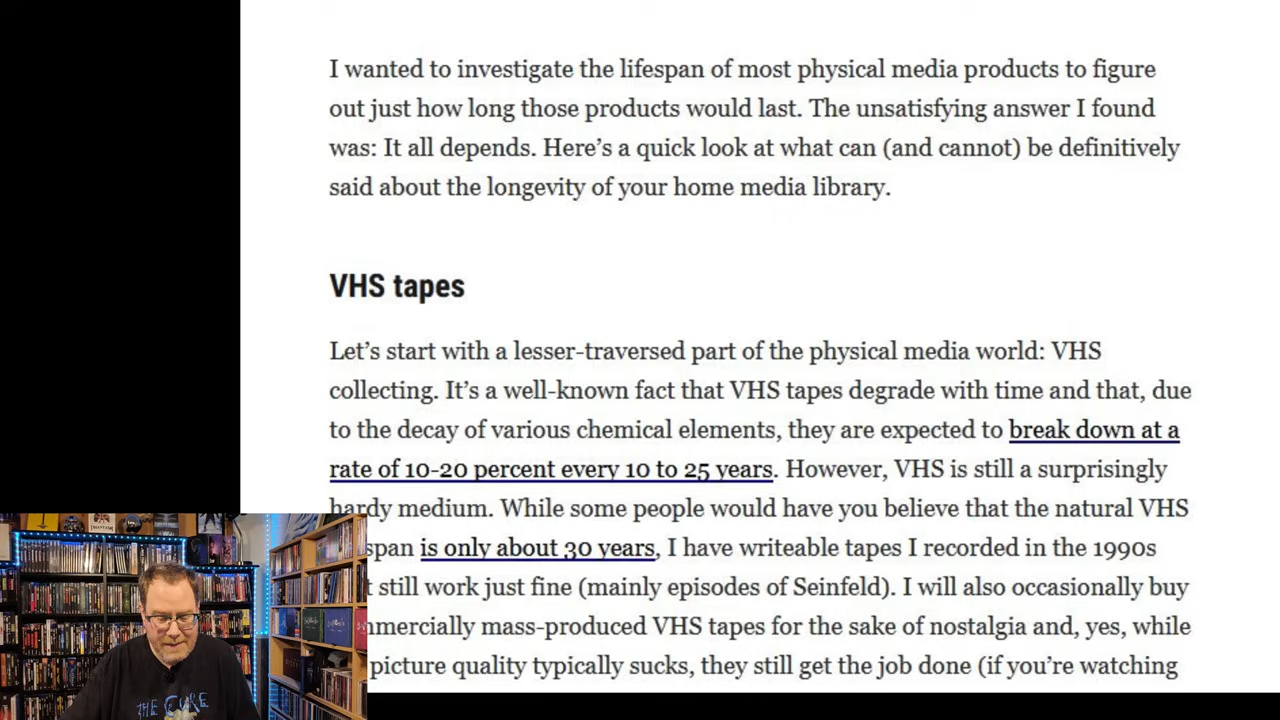 I wanted to investigate the lifespan of most physical media products to figure
out just how long those products would last. The unsatisfying answer I found
was: It all depends. Here’s a quick look at what can (and cannot) be definitively
said about the longevity of your home media library.
VHS tapes
Let’s start with a lesser-traversed part of the physical media world: VHS
collecting. It’s a well-known fact that VHS tapes degrade with time and that, due
to the decay of various chemical elements, they are expected to break down at a
rate of 10-20 percent every 10 to 25 years. However, VHS is still a surprisingly
hardy medium. While some people would have you believe that the natural VHS
span is only about 30 years, I have writeable tapes I recorded in the 1990s
still work just fine (mainly episodes of Seinfeld). I will also occasionally buy
mmercially mass-produced VHS tapes for the sake of nostalgia and, yes, while
picture quality typically sucks, they still get the job done (if you’re watching
THE CURE